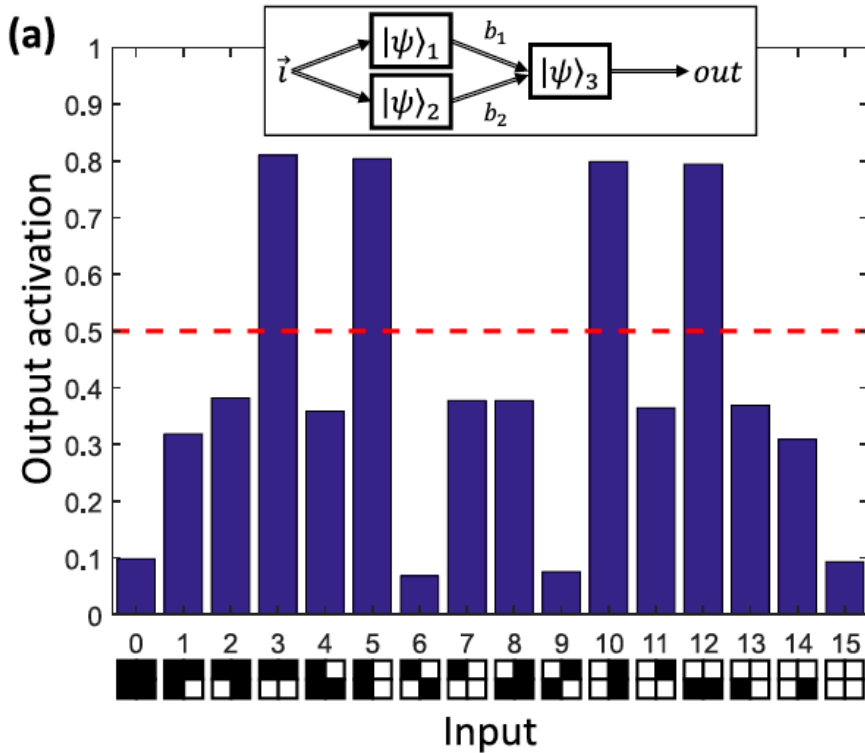 (a)
i⃗ |ψ⟩₁ b₁ |ψ⟩₃ out
|ψ⟩₂ b₂
Output activation
1
0.9
0.8
0.7
0.6
0.5
0.4
0.3
0.2
0.1
0
0 1 2 3 4 5 6 7 8 9 10 11 12 13 14 15
Input